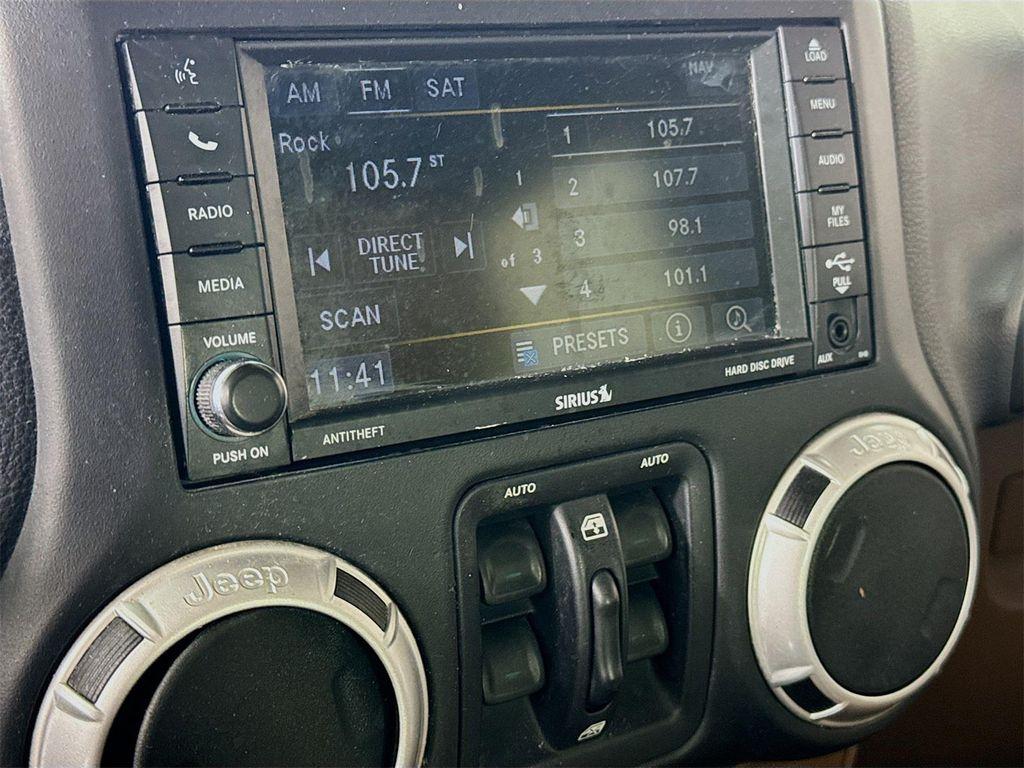 AM FM SAT NAV
Rock
105.7 ST
DIRECT
TUNE
SCAN
11:41
1
of 3
1 105.7
2 107.7
3 98.1
4 101.1
PRESETS
i
RADIO
MEDIA
VOLUME
PUSH ON
LOAD
MENU
AUDIO
MY
FILES
PULL
AUX
ANTITHEFT
SIRIUS
HARD DISC DRIVE
AUTO
AUTO
Jeep
Jeep